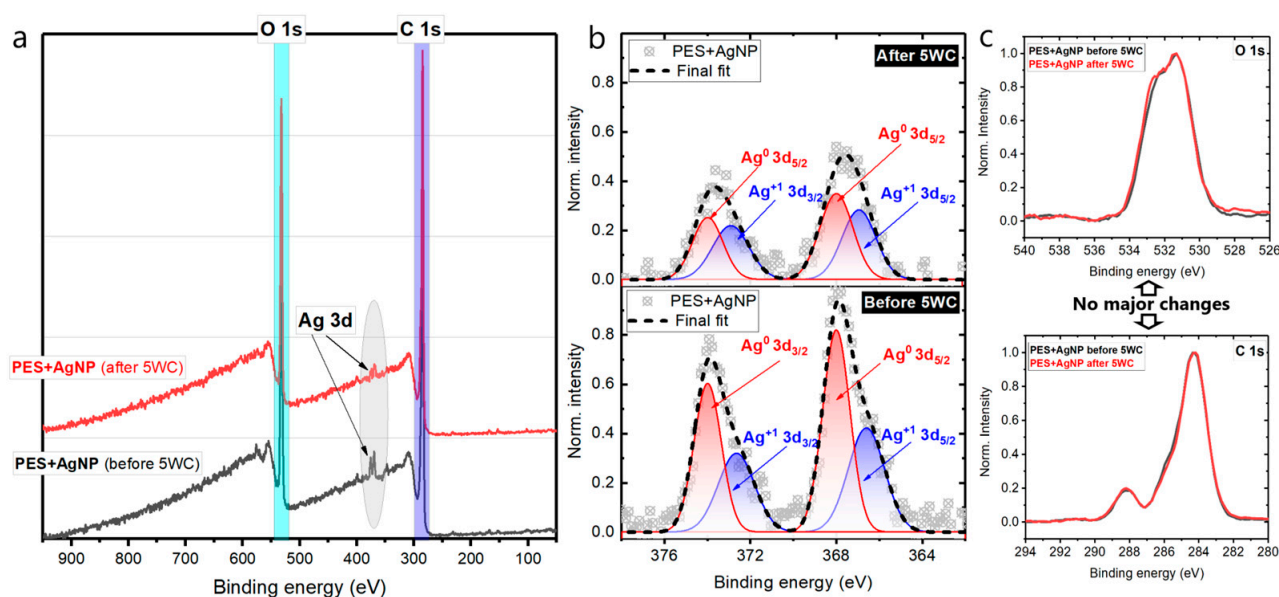 a
O 1s
C 1s
Ag 3d
PES+AgNP (after 5WC)
PES+AgNP (before 5WC)
900 800 700 600 500 400 300 200 100
Binding energy (eV)
b
PES+AgNP
Final fit
After 5WC
Norm. intensity
1.0
0.8
0.6
0.4
0.2
0.0
Ag⁰ 3d₅/₂
Ag⁰ 3d₅/₂
Ag⁺¹ 3d₃/₂
Ag⁺¹ 3d₅/₂
PES+AgNP
Final fit
Before 5WC
Norm. intensity
0.8
0.6
0.4
0.2
0.0
Ag⁰ 3d₃/₂
Ag⁰ 3d₅/₂
Ag⁺¹ 3d₃/₂
Ag⁺¹ 3d₅/₂
376 372 368 364
Binding energy (eV)
c
PES+AgNP before 5WC
PES+AgNP after 5WC
O 1s
Norm. Intensity
1.0
0.8
0.6
0.4
0.2
0.0
540 538 536 534 532 530 528 526
Binding energy (eV)
No major changes
PES+AgNP before 5WC
PES+AgNP after 5WC
C 1s
Norm. Intensity
1.0
0.8
0.6
0.4
0.2
0.0
294 292 290 288 286 284 282 280
Binding energy (eV)